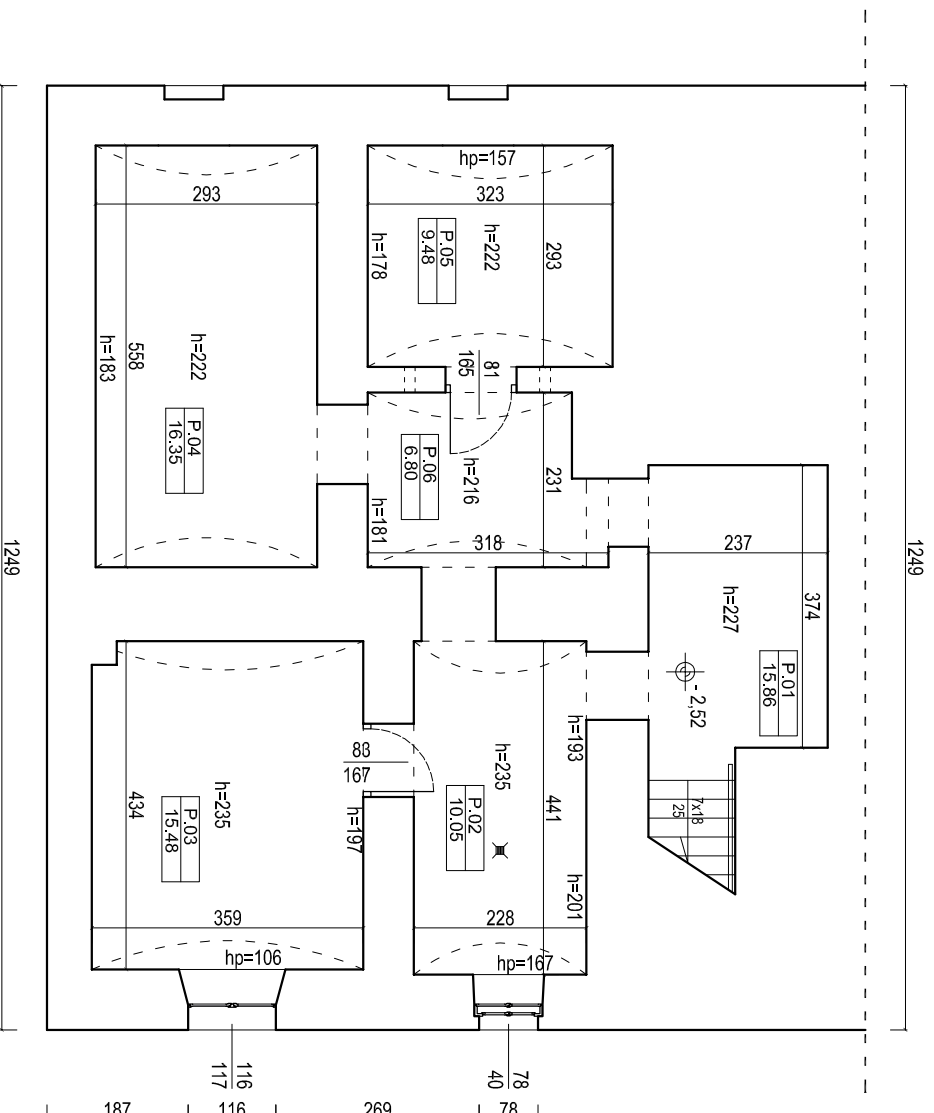 hp=157
293
323
P.05
9.48
h=222
293
h=178
h=183
558
h=222
81
165
P.04
16.35
P.06
6.80
h=216
231
h=181
318
237
374
h=227
P.01
15.86
- 2,52
1249
1249
h=193
h=235
83
167
h=235
434
P.03
15.48
h=197
P.02
10.05
441
7x18
25
h=201
359
228
hp=106
hp=167
116
117
78
40
187
116
269
78